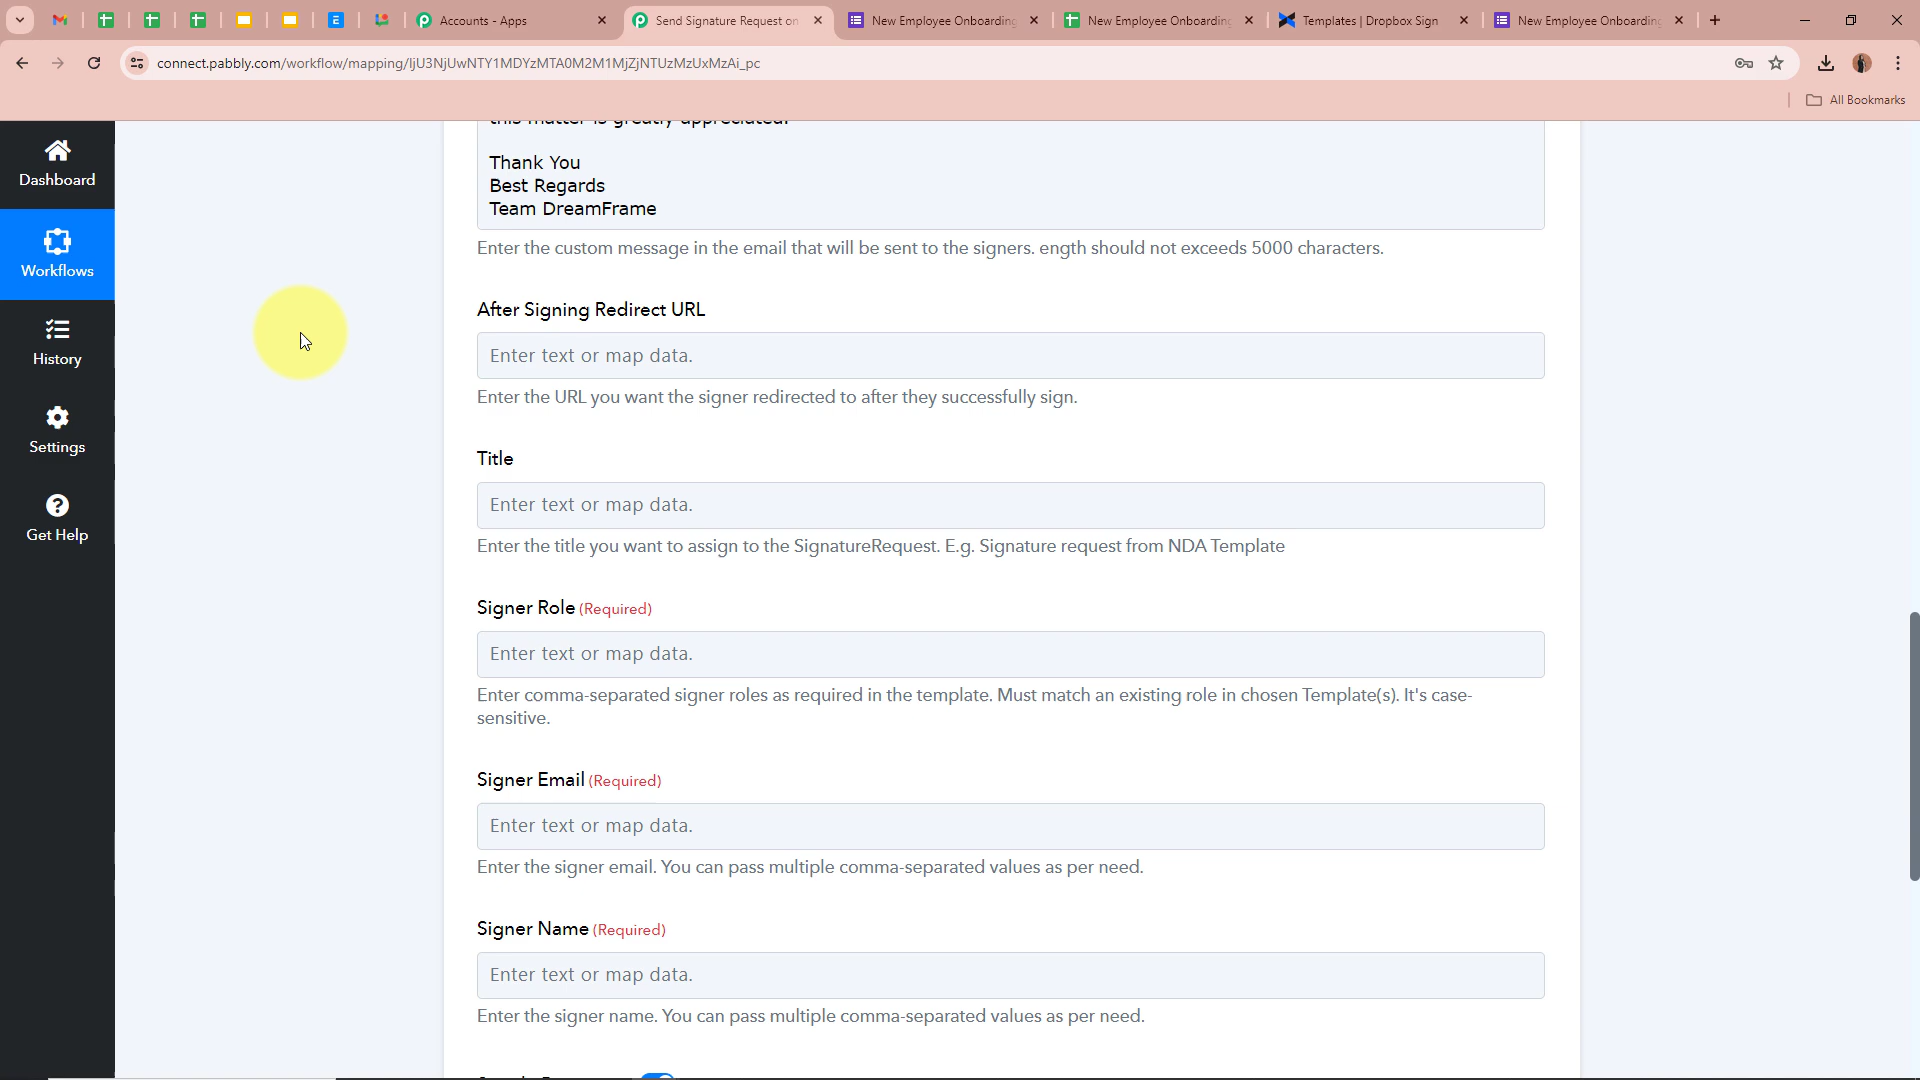 Accounts - Apps
Send Signature Request on
New Employee Onboarding
New Employee Onboarding
Templates | Dropbox Sign
New Employee Onboarding
connect.pabbly.com/workflow/mapping/IjU3NjUwNTY1MDYzMTA0M2M1MjZjNTUzMzUxMzAi_pc
All Bookmarks
Dashboard
Workflows
History
Settings
Get Help
this matter is greatly appreciated.
Thank You
Best Regards
Team DreamFrame
Enter the custom message in the email that will be sent to the signers. ength should not exceeds 5000 characters.
After Signing Redirect URL
Enter text or map data.
Enter the URL you want the signer redirected to after they successfully sign.
Title
Enter text or map data.
Enter the title you want to assign to the SignatureRequest. E.g. Signature request from NDA Template
Signer Role (Required)
Enter text or map data.
Enter comma-separated signer roles as required in the template. Must match an existing role in chosen Template(s). It's case-
sensitive.
Signer Email (Required)
Enter text or map data.
Enter the signer email. You can pass multiple comma-separated values as per need.
Signer Name (Required)
Enter text or map data.
Enter the signer name. You can pass multiple comma-separated values as per need.